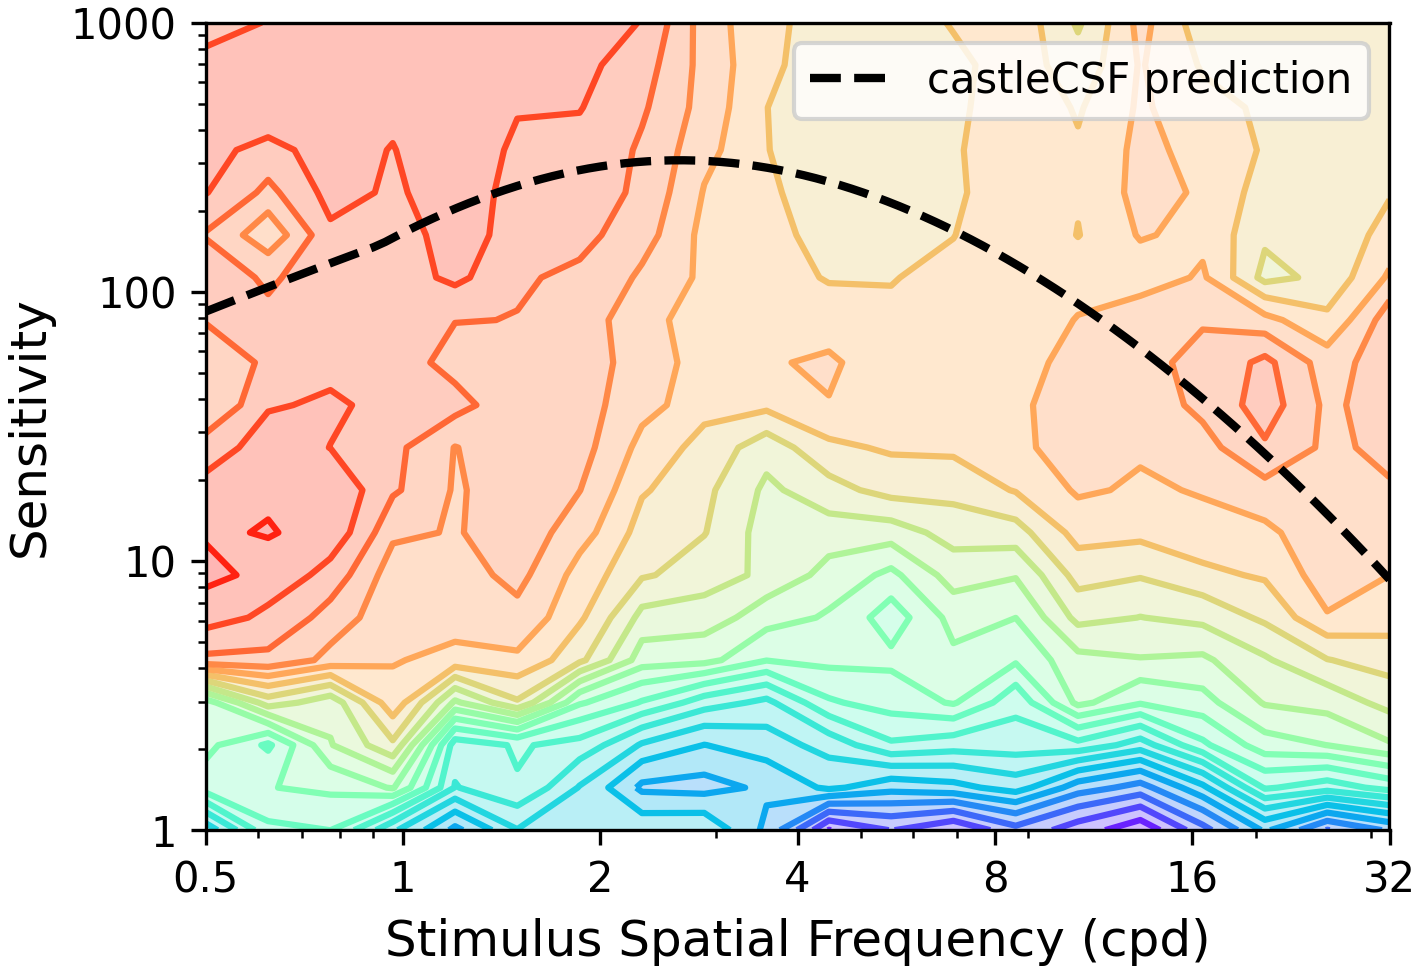 1000
castleCSF prediction
100
Sensitivity
10
1
0.5 1 2 4 8 16 32
Stimulus Spatial Frequency (cpd)